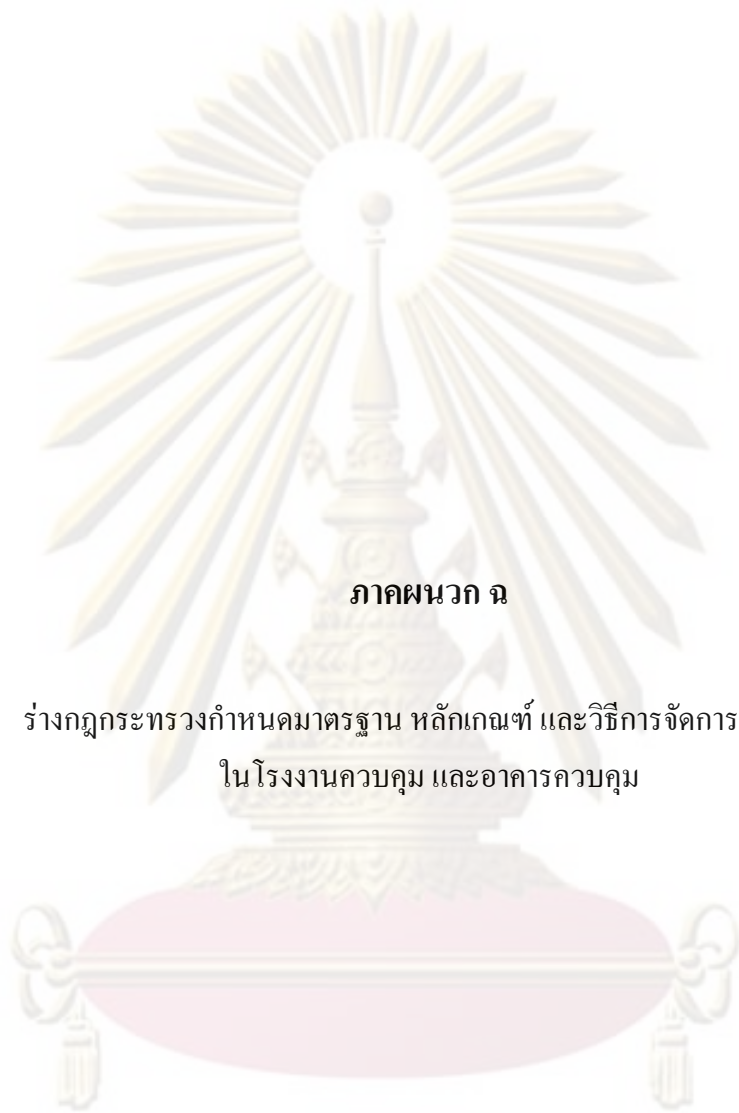 ภาคผนวก ฉ
ร่างกฎกระทรวงกำหนดมาตรฐาน หลักเกณฑ์ และวิธีการจัดการ
ในโรงงานควบคุม และอาคารควบคุม